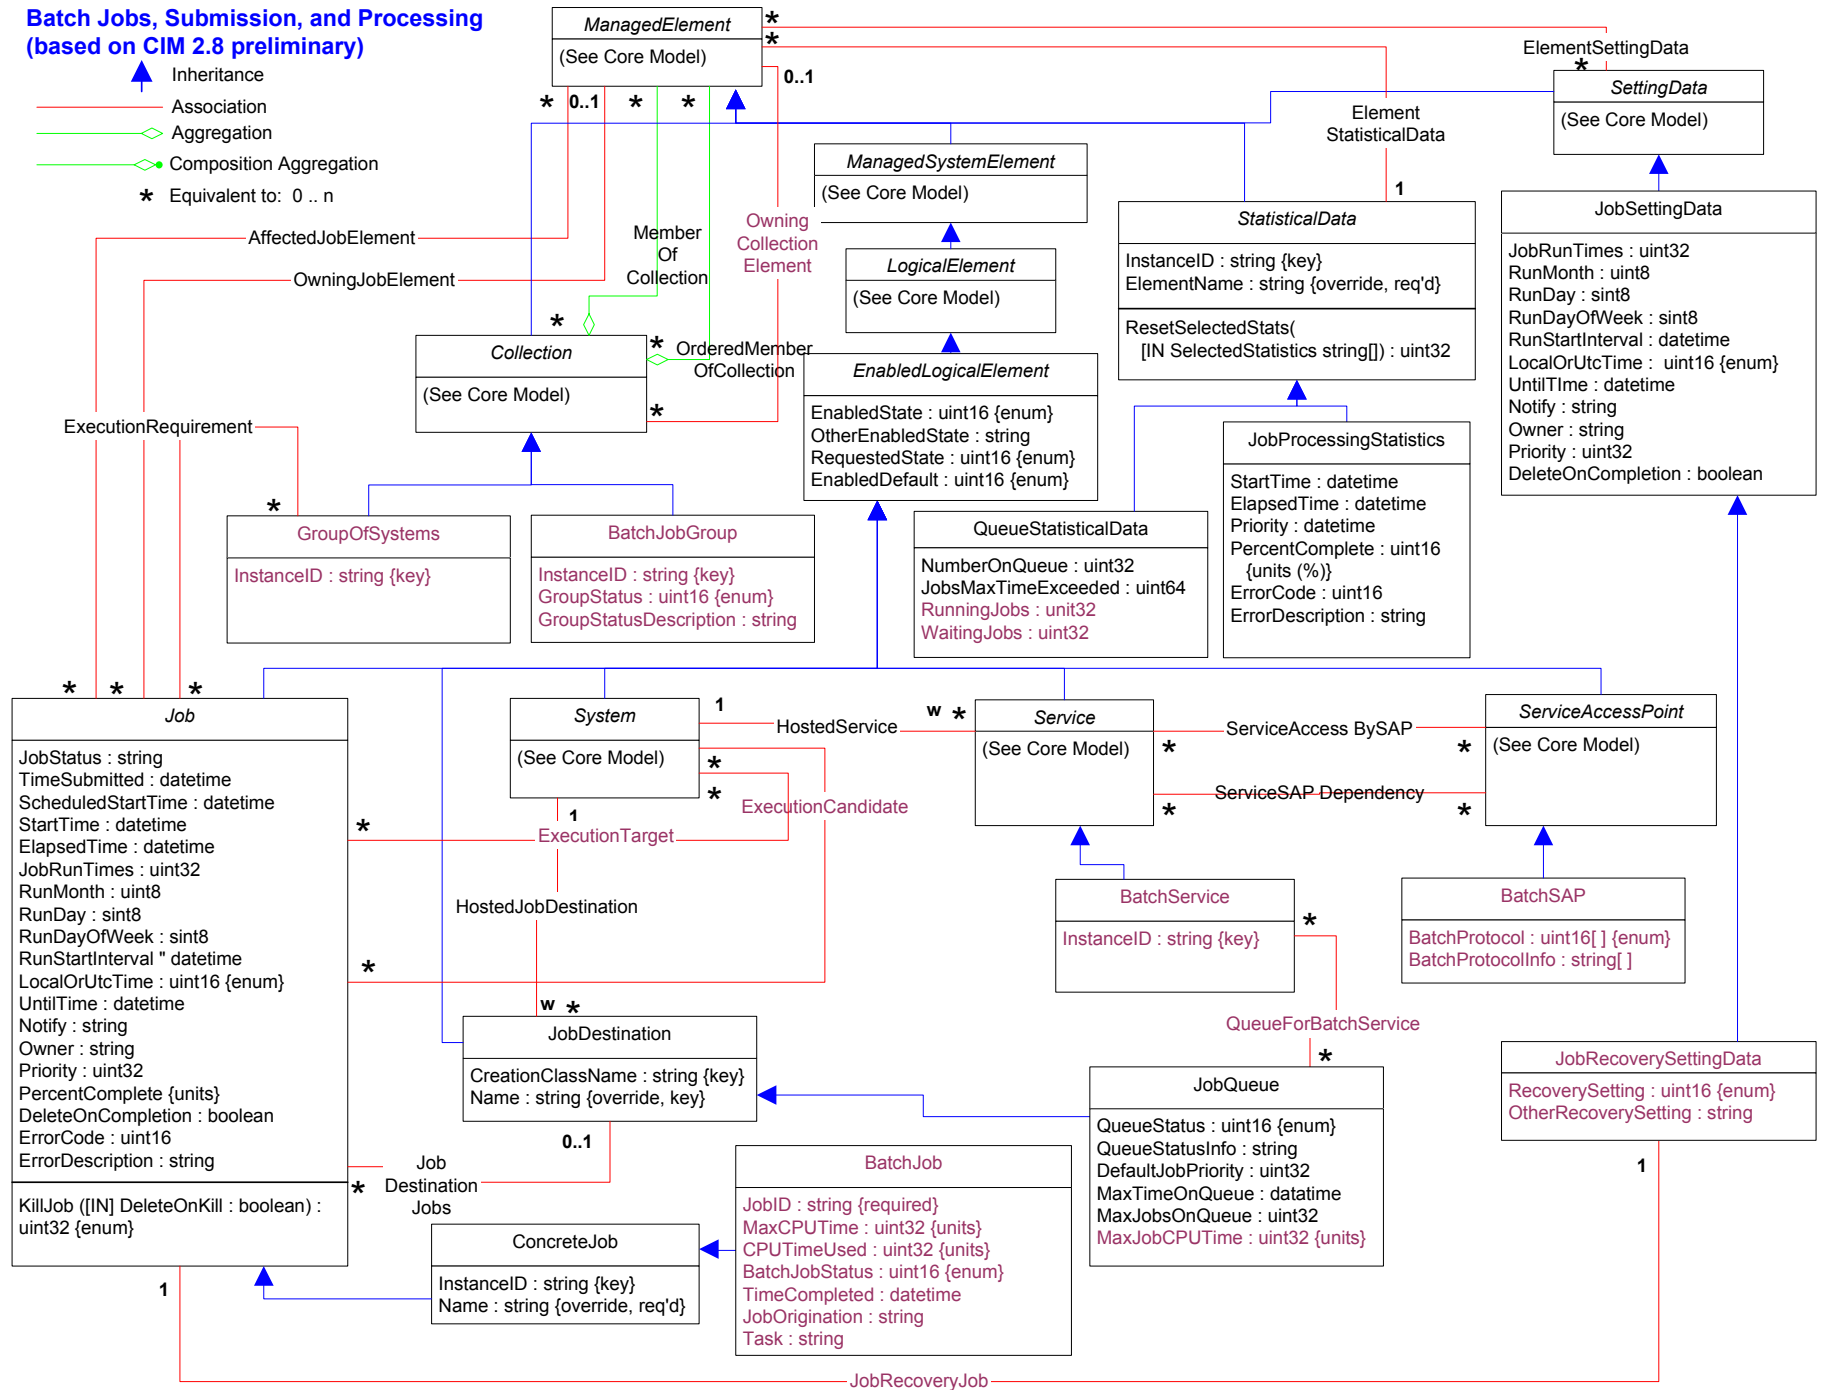 Batch Jobs, Submission, and Processing
(based on CIM 2.8 preliminary)
Inheritance
Association
Aggregation
Composition Aggregation
* Equivalent to: 0 .. n
ManagedElement
(See Core Model)
*
*
0..1
*
0..1
*
*
ElementSettingData
*
SettingData
(See Core Model)
Element
StatisticalData
1
ManagedSystemElement
(See Core Model)
StatisticalData
InstanceID : string {key}
ElementName : string {override, req'd}
ResetSelectedStats(
[IN SelectedStatistics string[]) : uint32
JobSettingData
JobRunTimes : uint32
RunMonth : uint8
RunDay : sint8
RunDayOfWeek : sint8
RunStartInterval : datetime
LocalOrUtcTime : uint16 {enum}
UntilTIme : datetime
Notify : string
Owner : string
Priority : uint32
DeleteOnCompletion : boolean
AffectedJobElement
OwningJobElement
Member
Of
Collection
Owning
Collection
Element
LogicalElement
(See Core Model)
*
Collection
(See Core Model)
*
OrderedMember
OfCollection
*
EnabledLogicalElement
EnabledState : uint16 {enum}
OtherEnabledState : string
RequestedState : uint16 {enum}
EnabledDefault : uint16 {enum}
ExecutionRequirement
*
GroupOfSystems
InstanceID : string {key}
BatchJobGroup
InstanceID : string {key}
GroupStatus : uint16 {enum}
GroupStatusDescription : string
QueueStatisticalData
NumberOnQueue : uint32
JobsMaxTimeExceeded : uint64
RunningJobs : unit32
WaitingJobs : uint32
JobProcessingStatistics
StartTime : datetime
ElapsedTime : datetime
Priority : datetime
PercentComplete : uint16
{units (%)}
ErrorCode : uint16
ErrorDescription : string
*
*
*
Job
JobStatus : string
TimeSubmitted : datetime
ScheduledStartTime : datetime
StartTime : datetime
ElapsedTime : datetime
JobRunTimes : uint32
RunMonth : uint8
RunDay : sint8
RunDayOfWeek : sint8
RunStartInterval " datetime
LocalOrUtcTime : uint16 {enum}
UntilTime : datetime
Notify : string
Owner : string
Priority : uint32
PercentComplete {units}
DeleteOnCompletion : boolean
ErrorCode : uint16
ErrorDescription : string
KillJob ([IN] DeleteOnKill : boolean) :
uint32 {enum}
System
(See Core Model)
1
HostedService
w *
Service
(See Core Model)
ServiceAccess BySAP
*
*
ServiceSAP Dependency
*
*
ServiceAccessPoint
(See Core Model)
*
*
ExecutionCandidate
1
*
ExecutionTarget
HostedJobDestination
*
w *
BatchService
InstanceID : string {key}
*
BatchSAP
BatchProtocol : uint16[ ] {enum}
BatchProtocolInfo : string[ ]
QueueForBatchService
*
JobDestination
CreationClassName : string {key}
Name : string {override, key}
0..1
JobQueue
QueueStatus : uint16 {enum}
QueueStatusInfo : string
DefaultJobPriority : uint32
MaxTimeOnQueue : datatime
MaxJobsOnQueue : uint32
MaxJobCPUTime : uint32 {units}
JobRecoverySettingData
RecoverySetting : uint16 {enum}
OtherRecoverySetting : string
1
Job
Destination
Jobs
*
BatchJob
JobID : string {required}
MaxCPUTime : uint32 {units}
CPUTimeUsed : uint32 {units}
BatchJobStatus : uint16 {enum}
TimeCompleted : datetime
JobOrigination : string
Task : string
ConcreteJob
InstanceID : string {key}
Name : string {override, req'd}
1
JobRecoveryJob